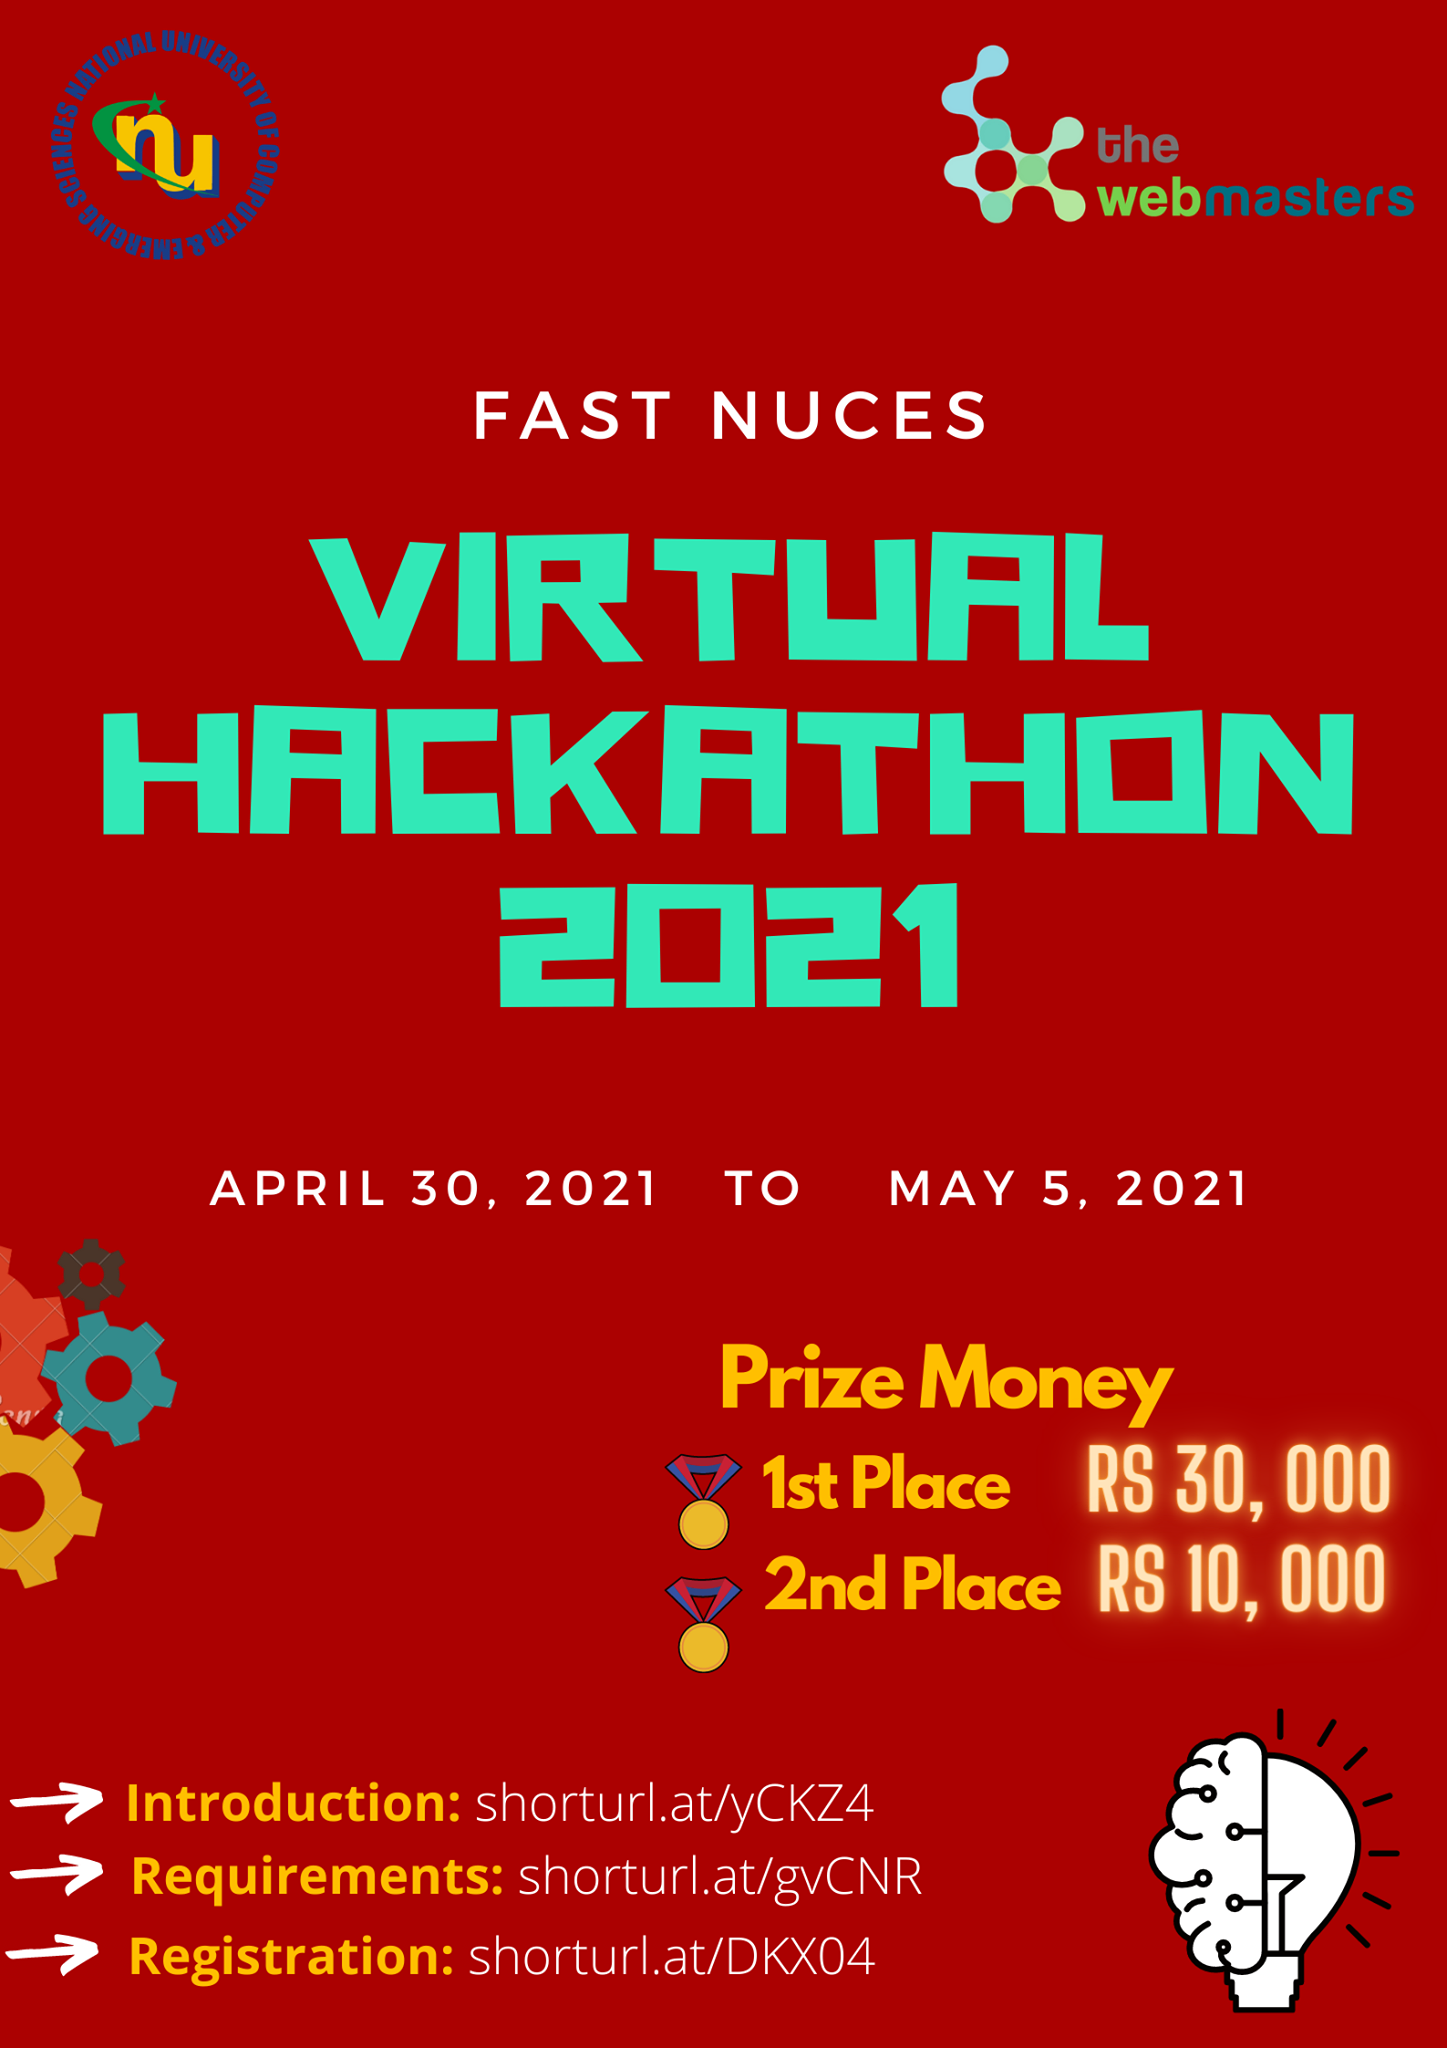 NATIONAL UNIVERSITY OF COMPUTER & EMERGING SCIENCES
nu
the
webmasters
FAST NUCES
VIRTUAL
HACKATHON
2021
APRIL 30, 2021 TO MAY 5, 2021
Prize Money
1st Place RS 30, 000
2nd Place RS 10, 000
Introduction: shorturl.at/yCKZ4
Requirements: shorturl.at/gvCNR
Registration: shorturl.at/DKX04